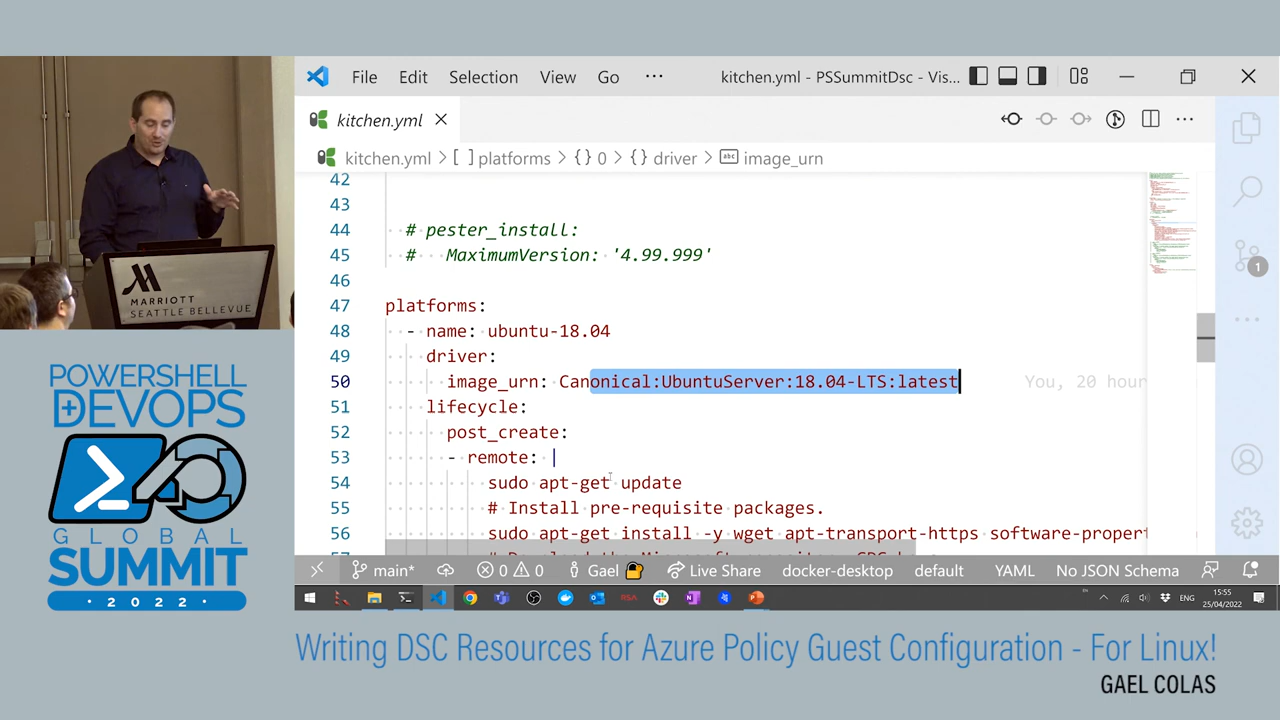 File Edit Selection View Go ··· kitchen.yml - PSSummitDsc - Vis...
kitchen.yml
kitchen.yml > [ ] platforms > {} 0 > {} driver > abc image_urn
42
43
44 # pester_install:
45 # MaximumVersion: '4.99.999'
46
47 platforms:
48 - name: ubuntu-18.04
49 driver:
50 image_urn: Canonical:UbuntuServer:18.04-LTS:latest You, 20 hour
51 lifecycle:
52 post_create:
53 - remote: |
54 sudo apt-get update
55 # Install pre-requisite packages.
56 sudo apt-get install -y wget apt-transport-https software-propert
1
main* 0 0 Gael Live Share docker-desktop default YAML No JSON Schema
ENG 15:55
25/04/2022
MARRIOTT
SEATTLE BELLEVUE
POWERSHELL
+DEVOPS
GLOBAL
SUMMIT
· 2022 ·
Writing DSC Resources for Azure Policy Guest Configuration - For Linux!
GAEL COLAS